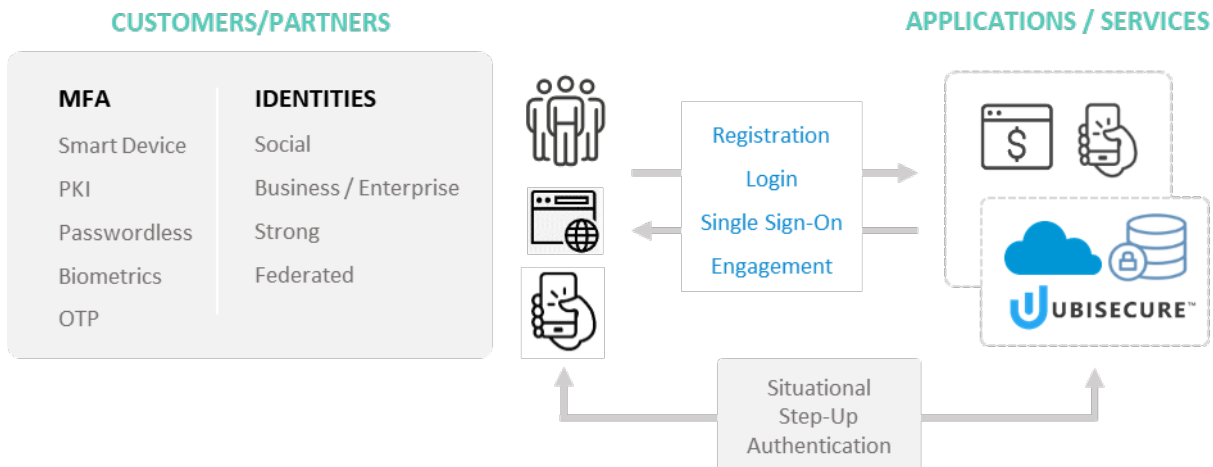 CUSTOMERS/PARTNERS
MFA
Smart Device
PKI
Passwordless
Biometrics
OTP
IDENTITIES
Social
Business / Enterprise
Strong
Federated
Registration
Login
Single Sign-On
Engagement
APPLICATIONS / SERVICES
$
UBISECURE™
Situational
Step-Up
Authentication